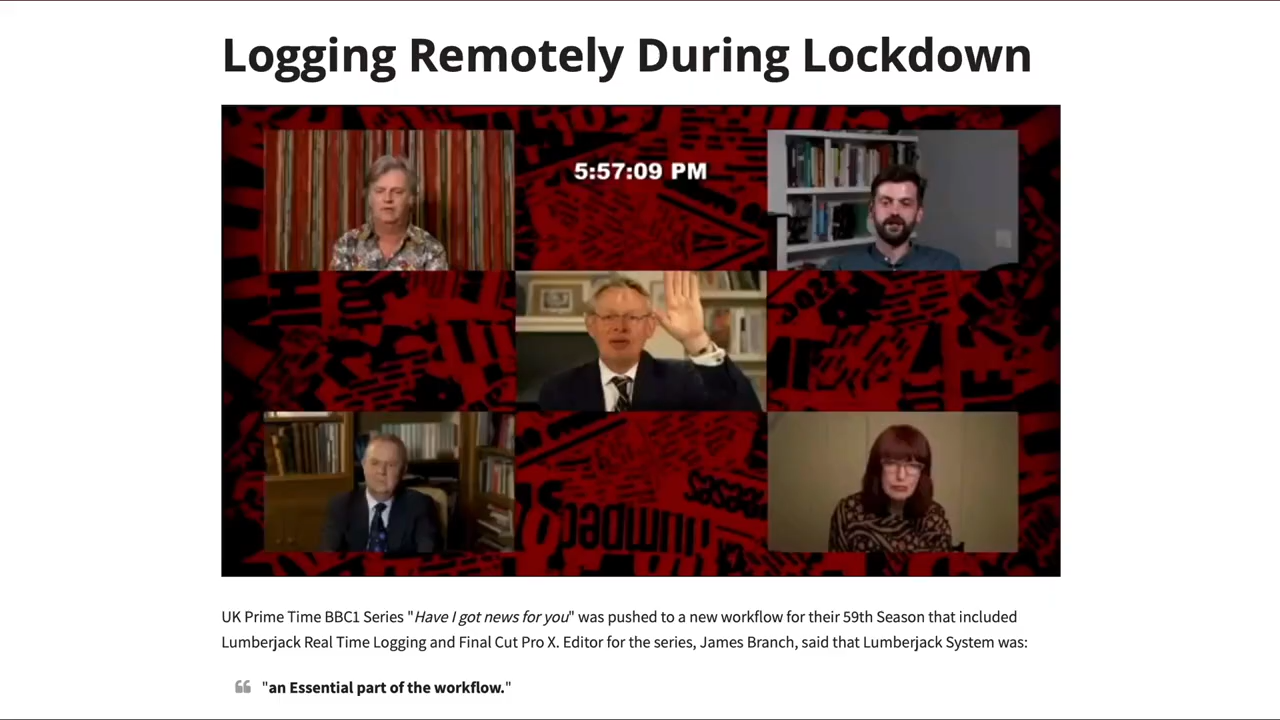 Logging Remotely During Lockdown
5:57:09 PM
UK Prime Time BBC1 Series "Have I got news for you" was pushed to a new workflow for their 59th Season that included
Lumberjack Real Time Logging and Final Cut Pro X. Editor for the series, James Branch, said that Lumberjack System was:
"an Essential part of the workflow."